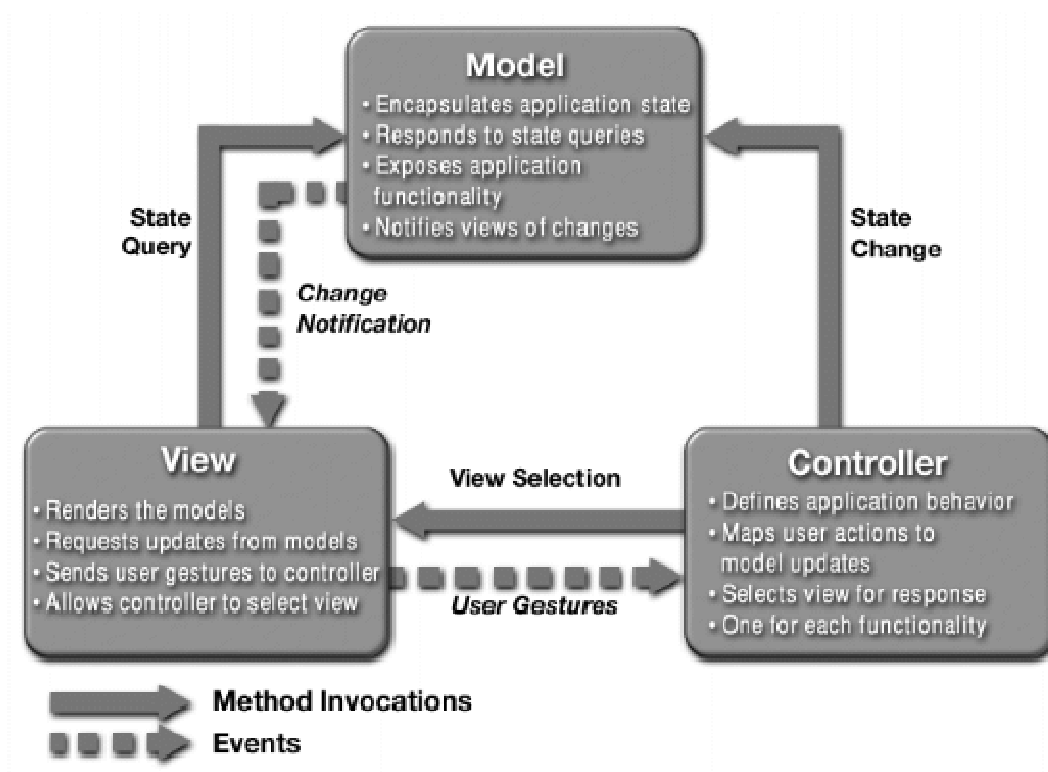 Model
• Encapsulates application state
• Responds to state queries
• Exposes application
functionality
• Notifies views of changes
State
Query
State
Change
Change
Notification
View
• Renders the models
• Requests updates from models
• Sends user gestures to controller
• Allows controller to select view
View Selection
User Gestures
Controller
• Defines application behavior
• Maps user actions to
model updates
• Selects view for response
• One for each functionality
Method Invocations
Events